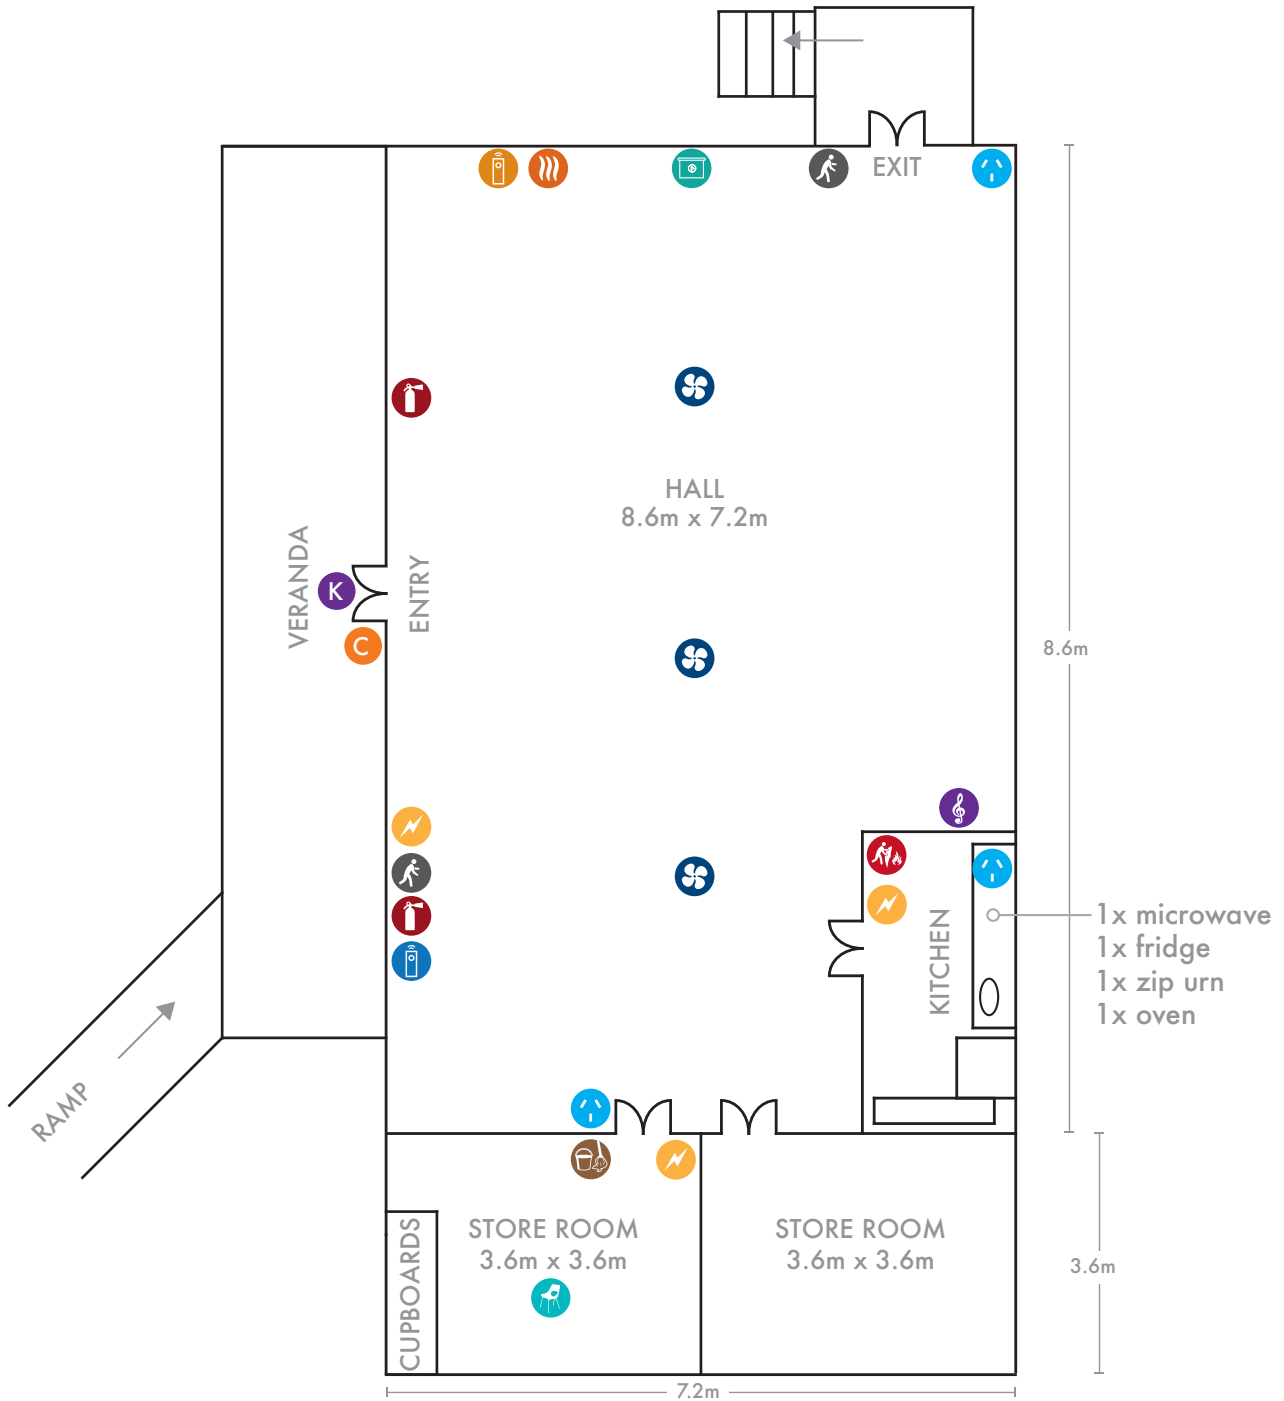 EXIT
HALL
8.6m x 7.2m
VERANDA
K
ENTRY
C
8.6m
KITCHEN
1x microwave
1x fridge
1x zip urn
1x oven
RAMP
STORE ROOM
3.6m x 3.6m
STORE ROOM
3.6m x 3.6m
CUPBOARDS
3.6m
7.2m